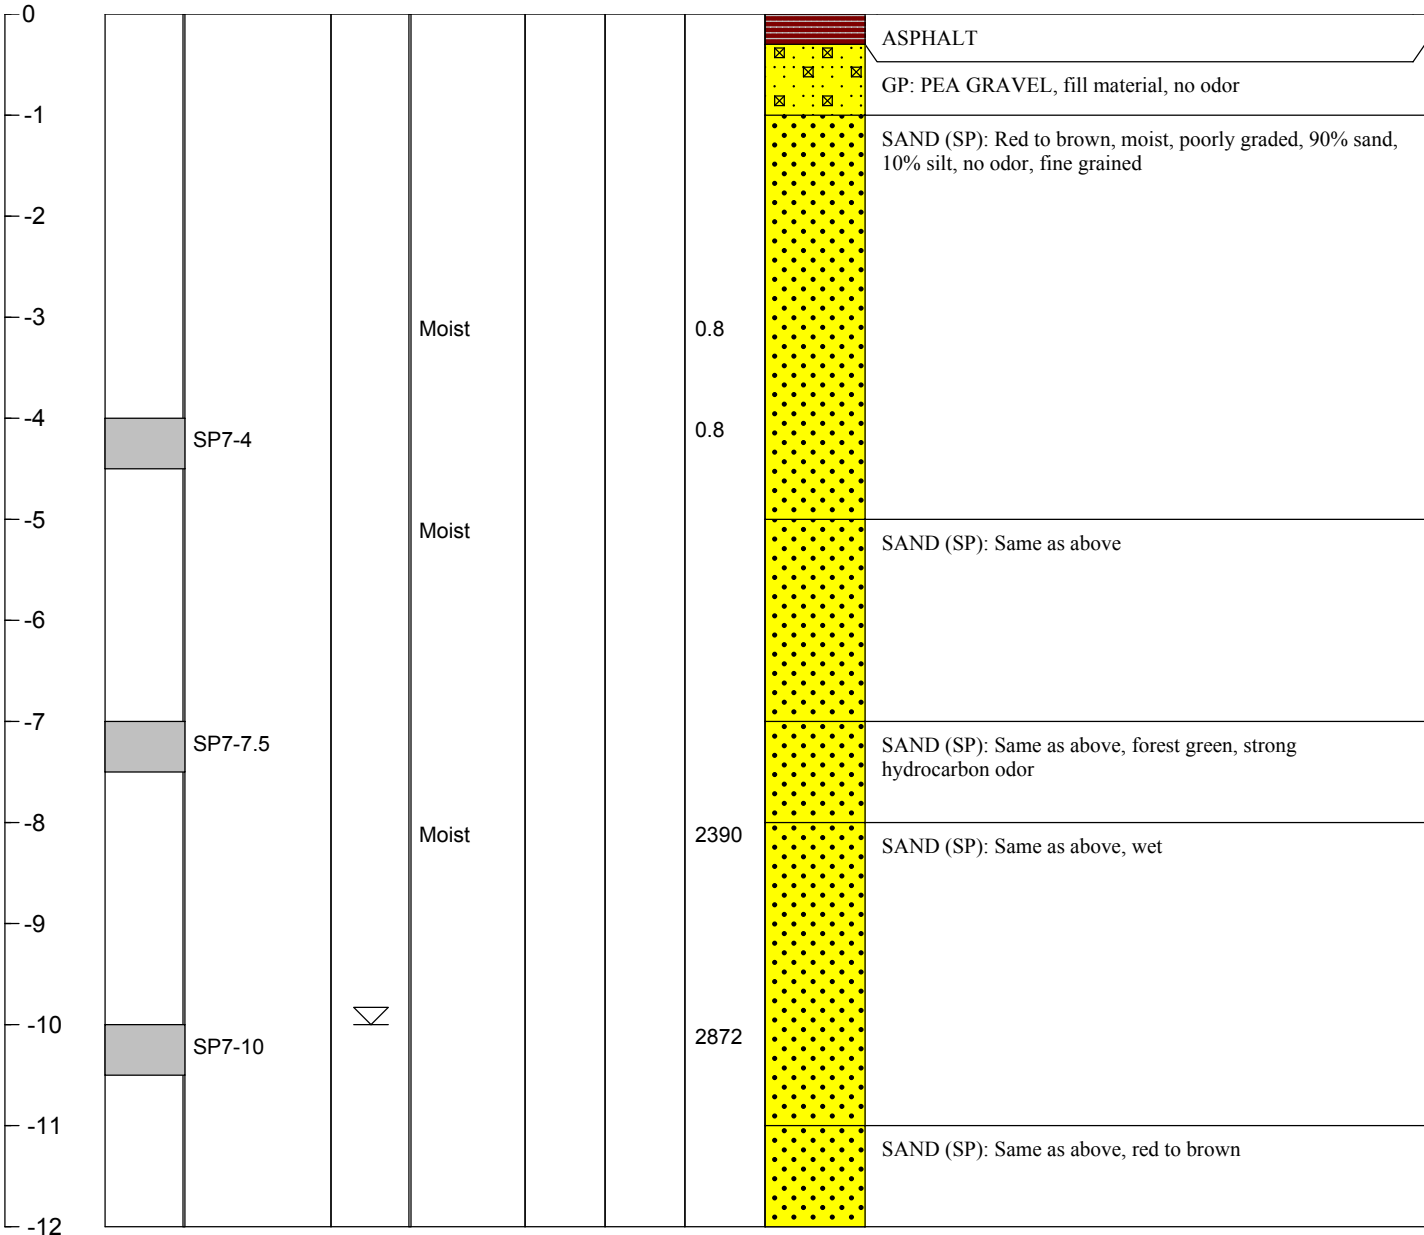 0
ASPHALT
GP: PEA GRAVEL, fill material, no odor
-1
SAND (SP): Red to brown, moist, poorly graded, 90% sand,
10% silt, no odor, fine grained
-2
-3
Moist
0.8
-4
SP7-4
0.8
-5
Moist
SAND (SP): Same as above
-6
-7
SP7-7.5
SAND (SP): Same as above, forest green, strong
hydrocarbon odor
-8
Moist
2390
SAND (SP): Same as above, wet
-9
-10
SP7-10
2872
-11
SAND (SP): Same as above, red to brown
-12